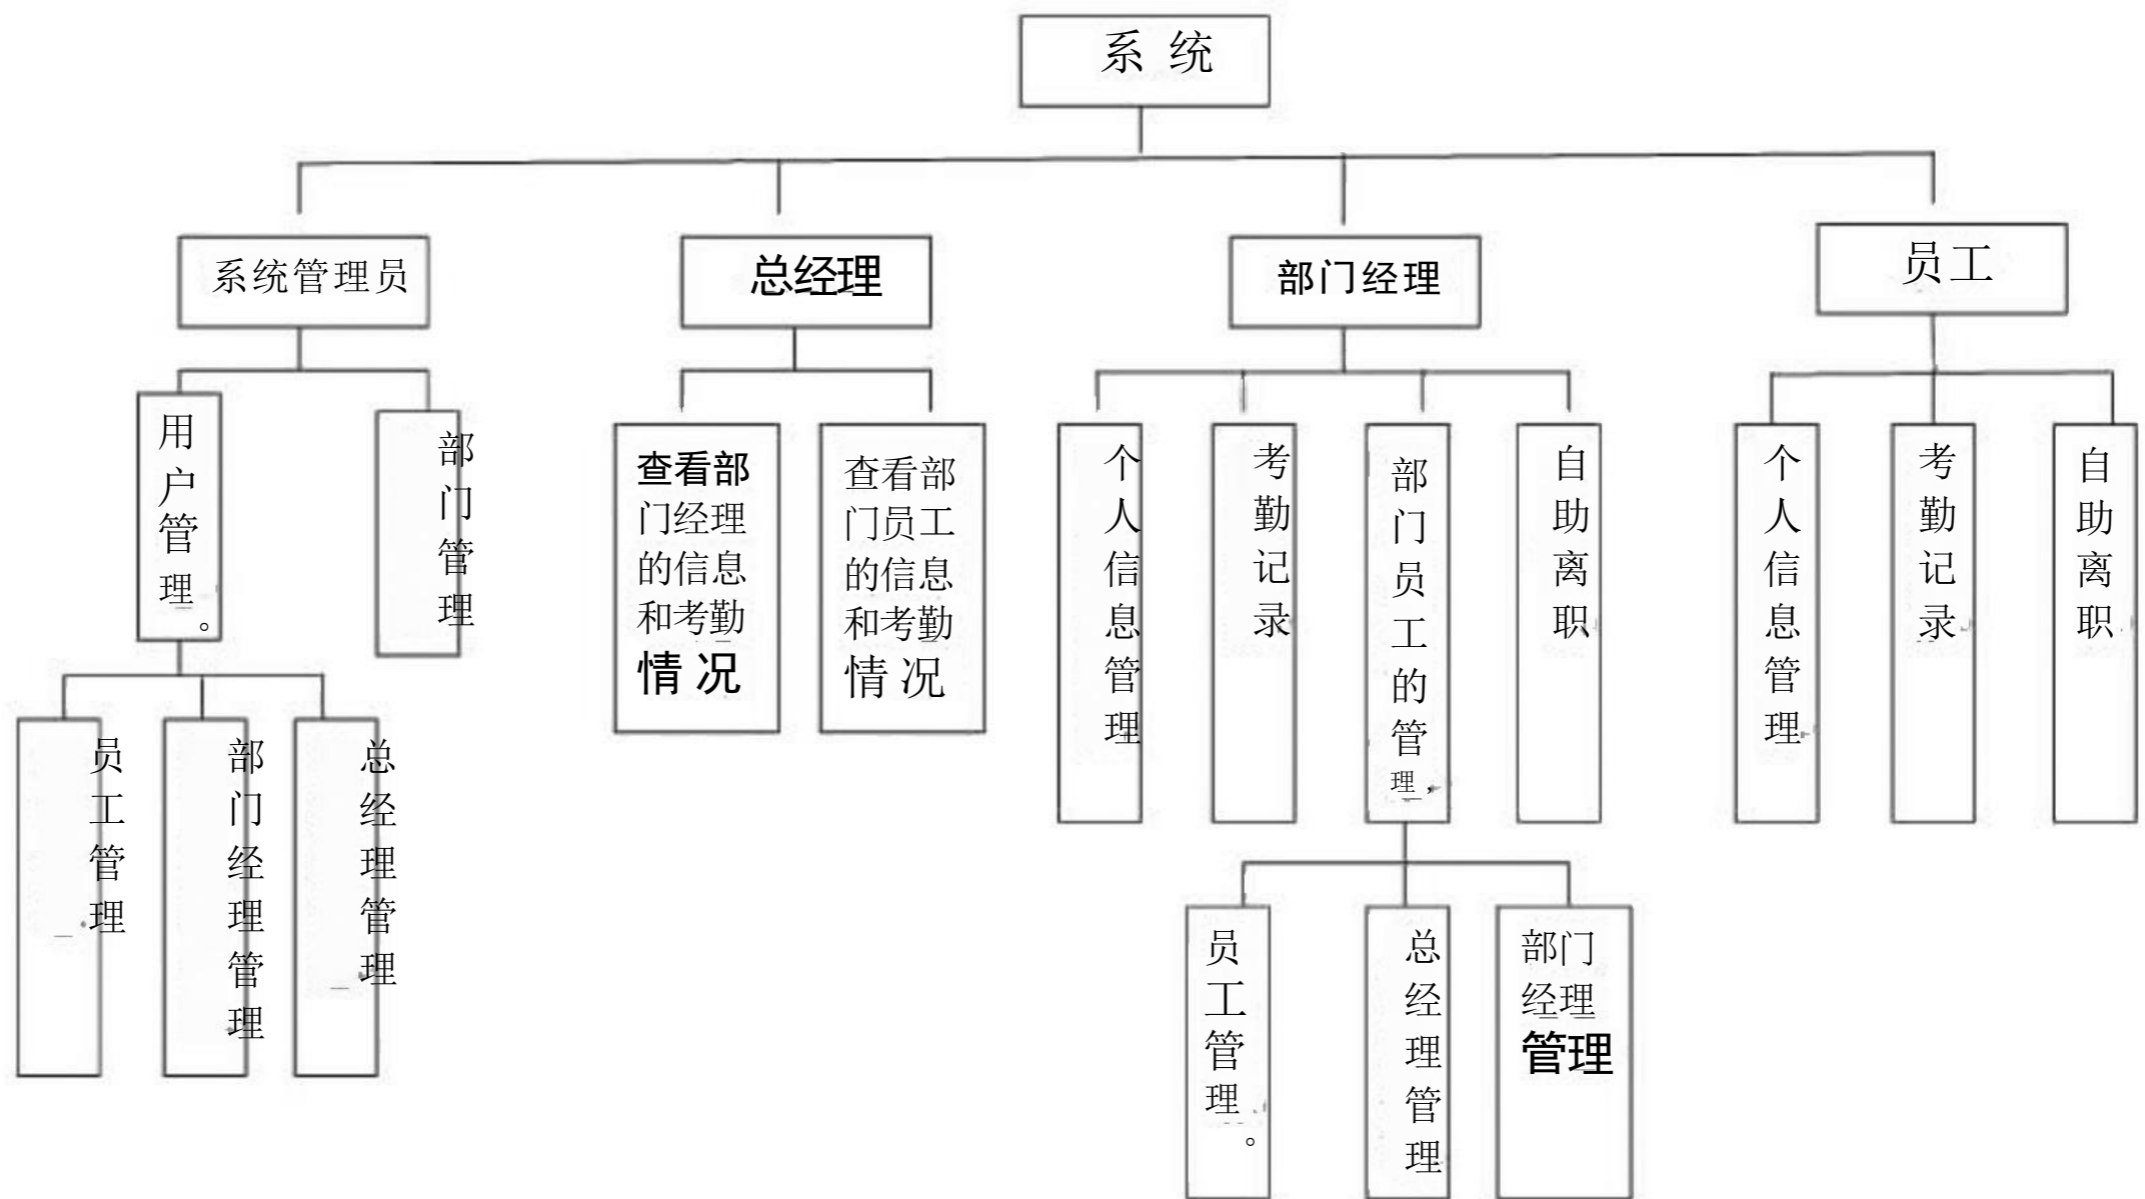 系 统
系统管理员
总经理
部门经理
员工
用户管理。
部门管理
查看部
门经理
的信息
和考勤
情 况
查看部
门员工
的信息
和考勤
情 况
个人信息管理
考勤记录
部门员工的管理,
自助离职
个人信息管理
考勤记录
自助离职
员工管理
部门经理管理
总经理管理
员工管理。
总经理管理
部门
经理
管理